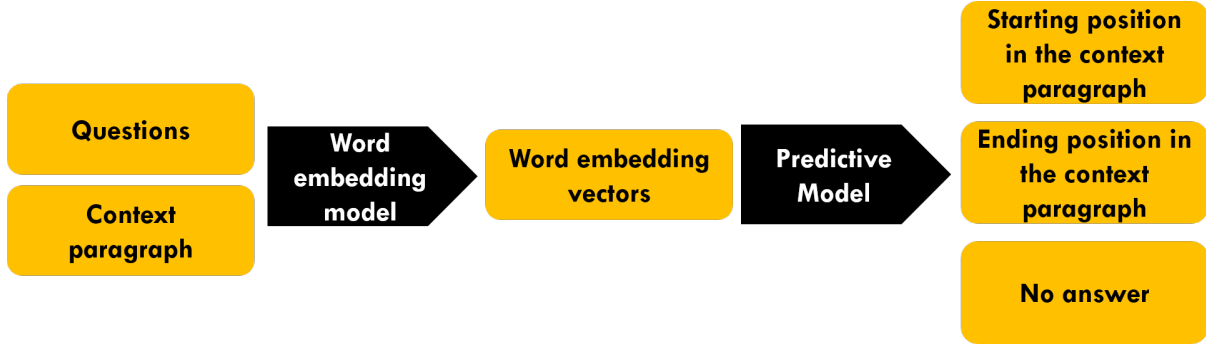 Questions
Context
paragraph
Word
embedding
model
Word embedding
vectors
Predictive
Model
Starting position
in the context
paragraph
Ending position in
the context
paragraph
No answer